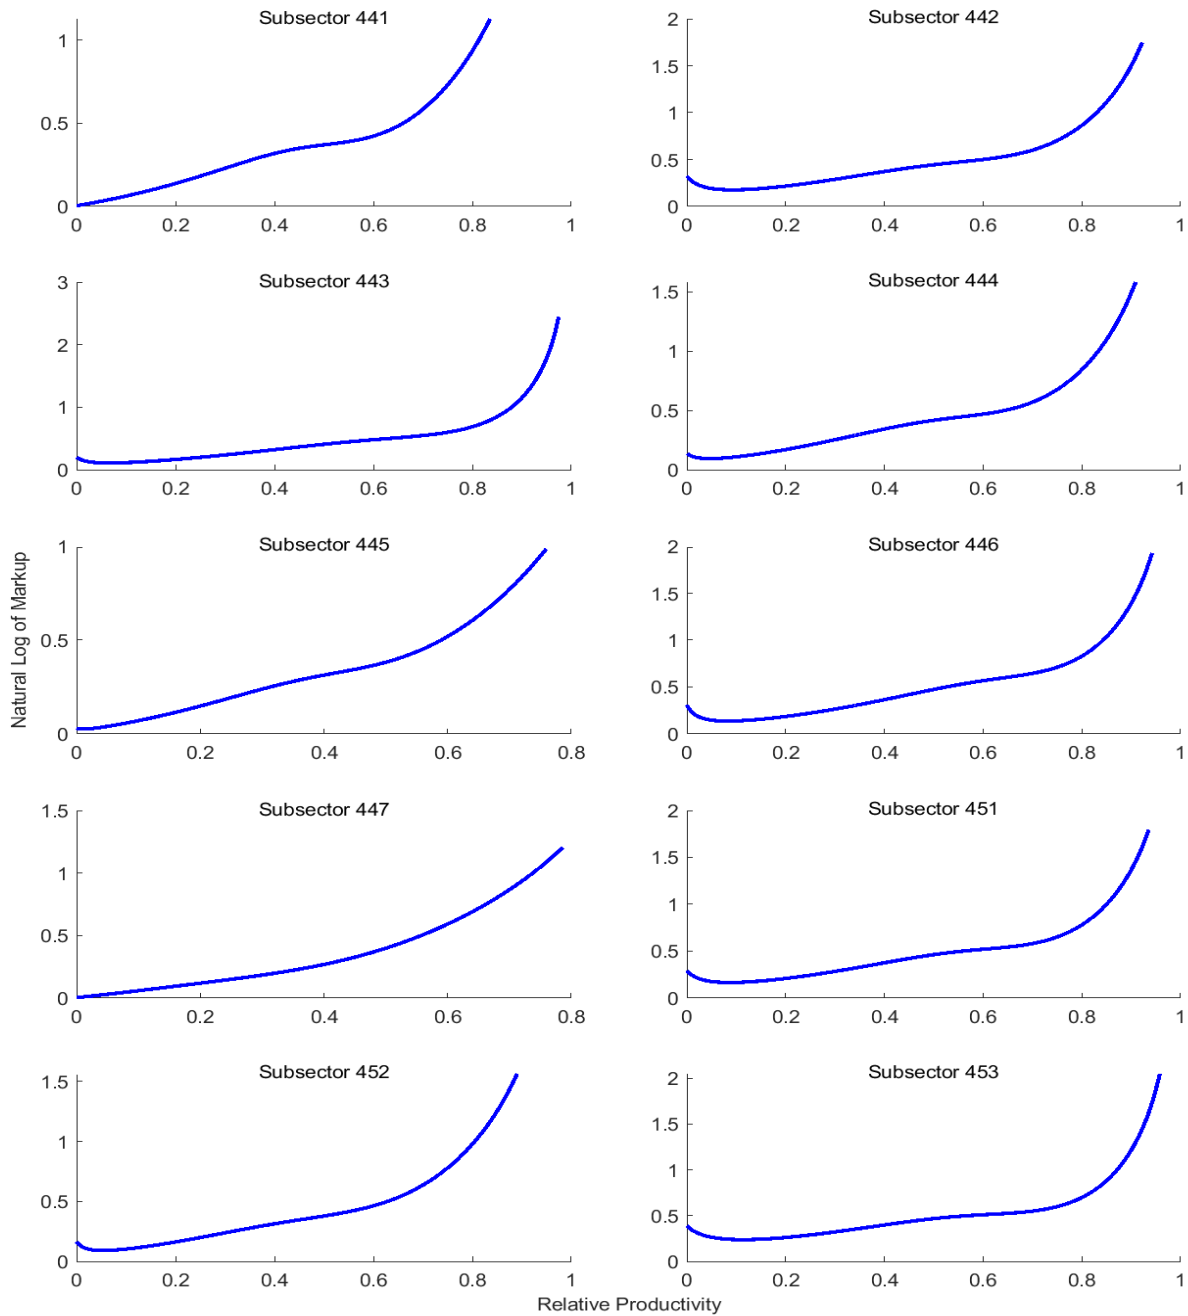 Subsector 441
1
0.5
0
0 0.2 0.4 0.6 0.8 1
Subsector 442
2
1.5
1
0.5
0
0 0.2 0.4 0.6 0.8 1
Subsector 443
3
2
1
0
0 0.2 0.4 0.6 0.8 1
Subsector 444
1.5
1
0.5
0
0 0.2 0.4 0.6 0.8 1
Natural Log of Markup
Subsector 445
1
0.5
0
0 0.2 0.4 0.6 0.8
Subsector 446
2
1.5
1
0.5
0
0 0.2 0.4 0.6 0.8 1
Subsector 447
1.5
1
0.5
0
0 0.2 0.4 0.6 0.8
Subsector 451
2
1.5
1
0.5
0
0 0.2 0.4 0.6 0.8 1
Subsector 452
1.5
1
0.5
0
0 0.2 0.4 0.6 0.8 1
Subsector 453
2
1.5
1
0.5
0
0 0.2 0.4 0.6 0.8 1
Relative Productivity